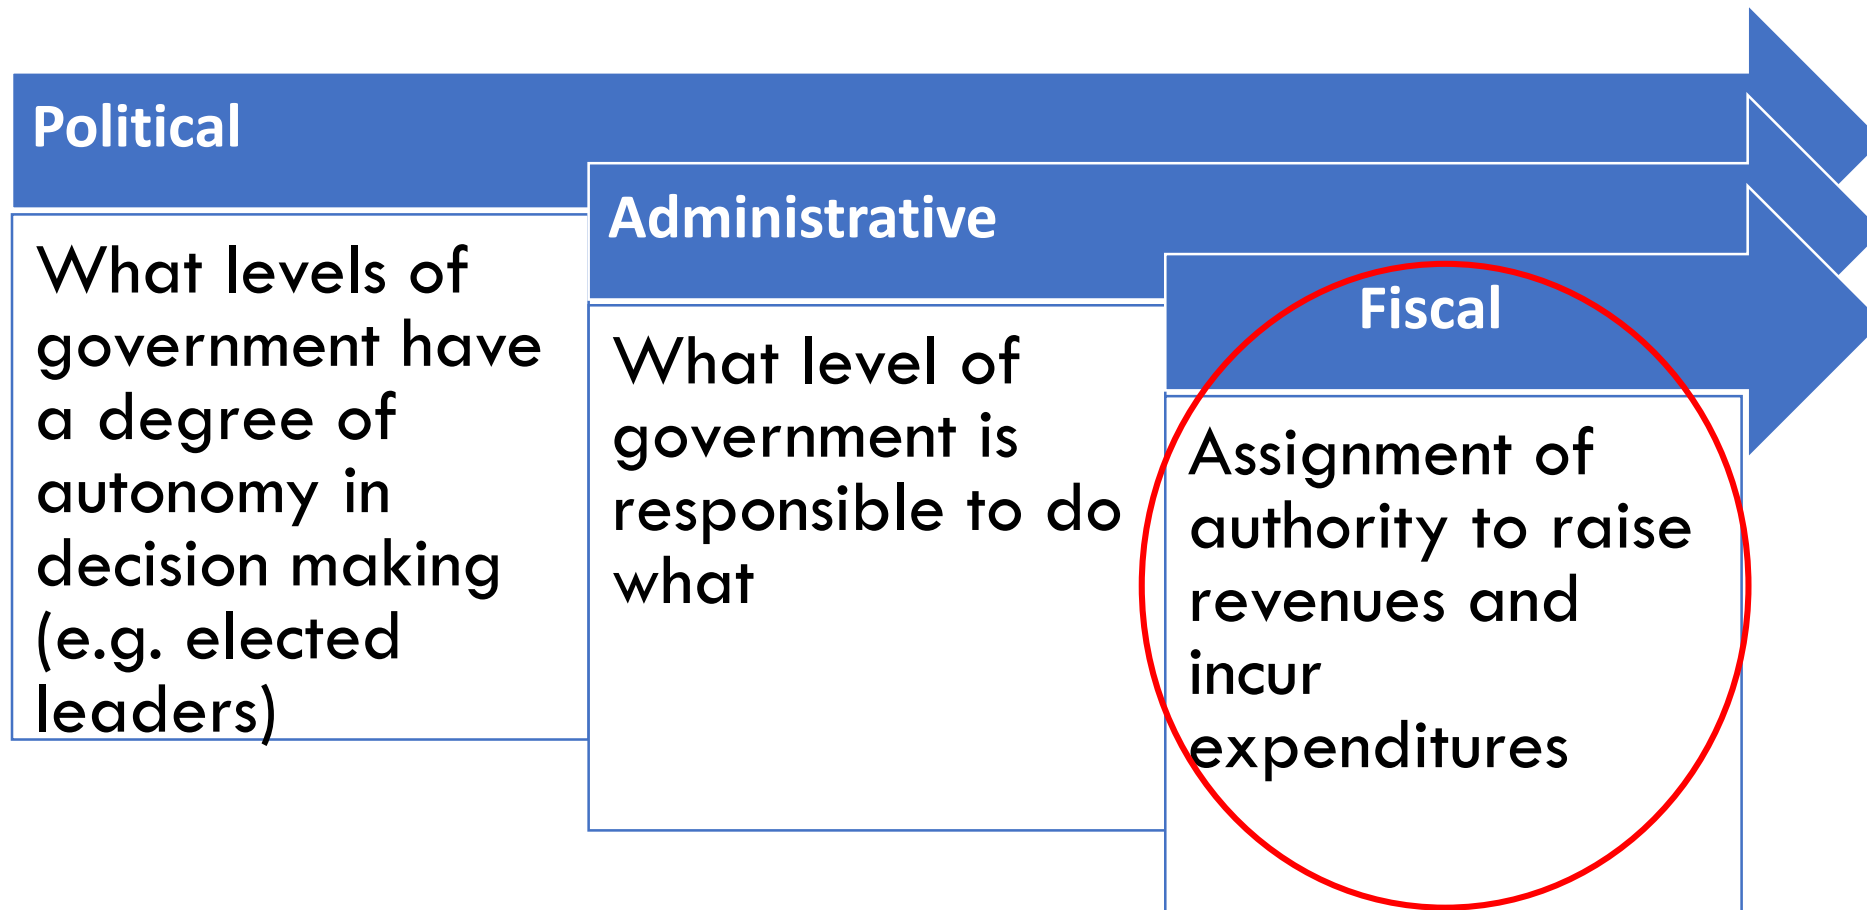 Political
What levels of
government have
a degree of
autonomy in
decision making
(e.g. elected
leaders)
Administrative
What level of
government is
responsible to do
what
Fiscal
Assignment of
authority to raise
revenues and
incur
expenditures